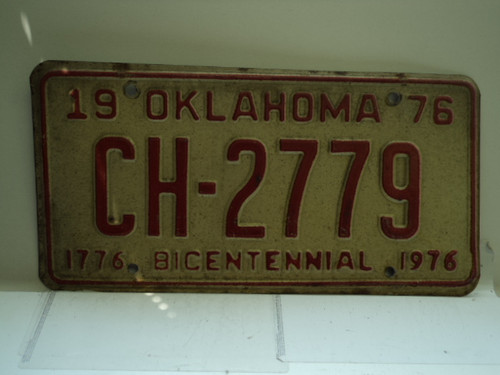 19 OKLAHOMA 76
CH-2779
1776 BICENTENNIAL 1976